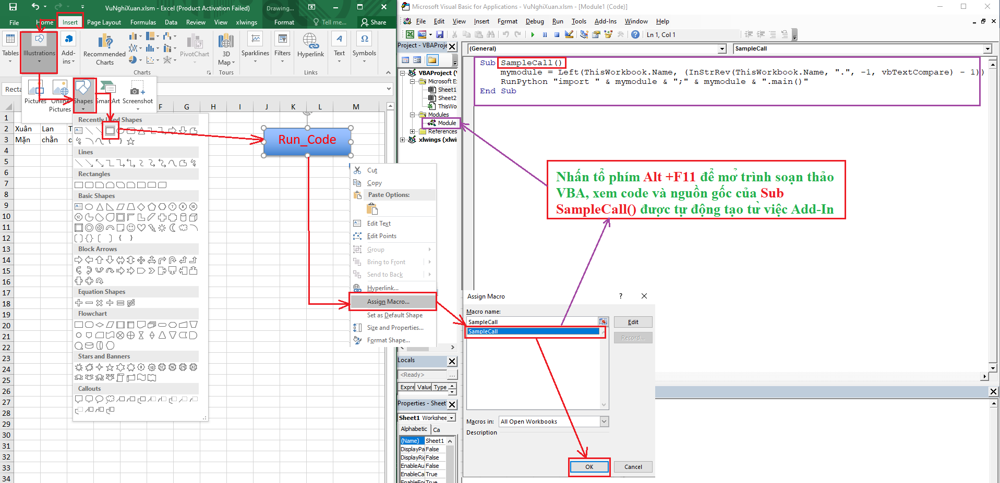 VuNghiXuan.xlsm - Excel (Product Activation Failed)
Drawing...
File
Home
Insert
Page Layout
Formulas
Data
Review
View
xlwings
Format
Tell me...
Share
Tables
Illustrations
Add-
ins
Recommended
Charts
PivotChart
3D
Map
Sparklines
Filters
Hyperlink
Text
Symbols
Charts
Tours
Links
Pictures
Online
Pictures
Shapes
SmartArt
Screenshot
Recta
F G H I J K L M
1
2 Xuân Lan T
3 Mặn chằn c
4
5
6
7
8
9
10
11
12
13
14
15
16
17
18
19
20
21
22
23
24
25
26
27
28
29
30
31
32
33
34
Recently Used Shapes
Lines
Rectangles
Basic Shapes
Block Arrows
Equation Shapes
Flowchart
Stars and Banners
Callouts
Run_Code
Cut
Copy
Paste Options:
Edit Text
Edit Points
Group
Bring to Front
Send to Back
Hyperlink...
Assign Macro...
Set as Default Shape
Size and Properties...
Format Shape...
Microsoft Visual Basic for Applications - VuNghiXuan.xlsm - [Module1 (Code)]
File Edit View Insert Format Debug Run Tools Add-Ins Window Help
Ln 1, Col 1
Project - VBAProje
VBAProject (V
Microsoft E
Sheet1
Sheet2
ThisWo
Modules
Module
References
xlwings (xlwi
(General)
SampleCall
Sub SampleCall()
mymodule = Left(ThisWorkbook.Name, (InStrRev(ThisWorkbook.Name, ".", -1, vbTextCompare) - 1))
RunPython "import " & mymodule & ";" & mymodule & ".main()"
End Sub
Nhấn tổ phím Alt +F11 để mở trình soạn thảo
VBA, xem code và nguồn gốc của Sub
SampleCall() được tự động tạo từ việc Add-In
Locals
<Ready>
Expre Value Type
Properties - Sheet
Sheet1 Workshee
Alphabetic Ca
(Name) Sheet1
DisplayPa False
DisplayRig False
EnableAu False
EnableCa True
Assign Macro
?
Macro name:
SampleCall
SampleCall
Edit
Record...
Macros in:
All Open Workbooks
Description
OK
Cancel